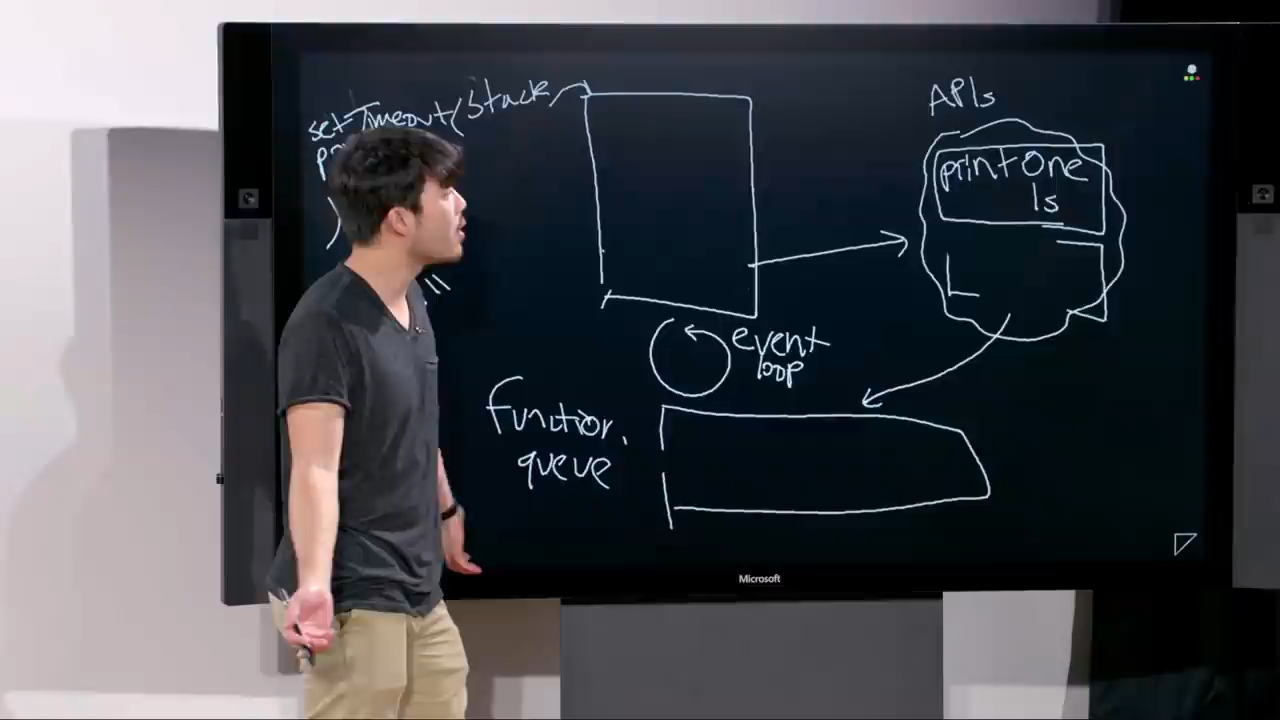 setTimeout(
)
Stack
APIs
printOne
1s
event
loop
function
queue
Microsoft